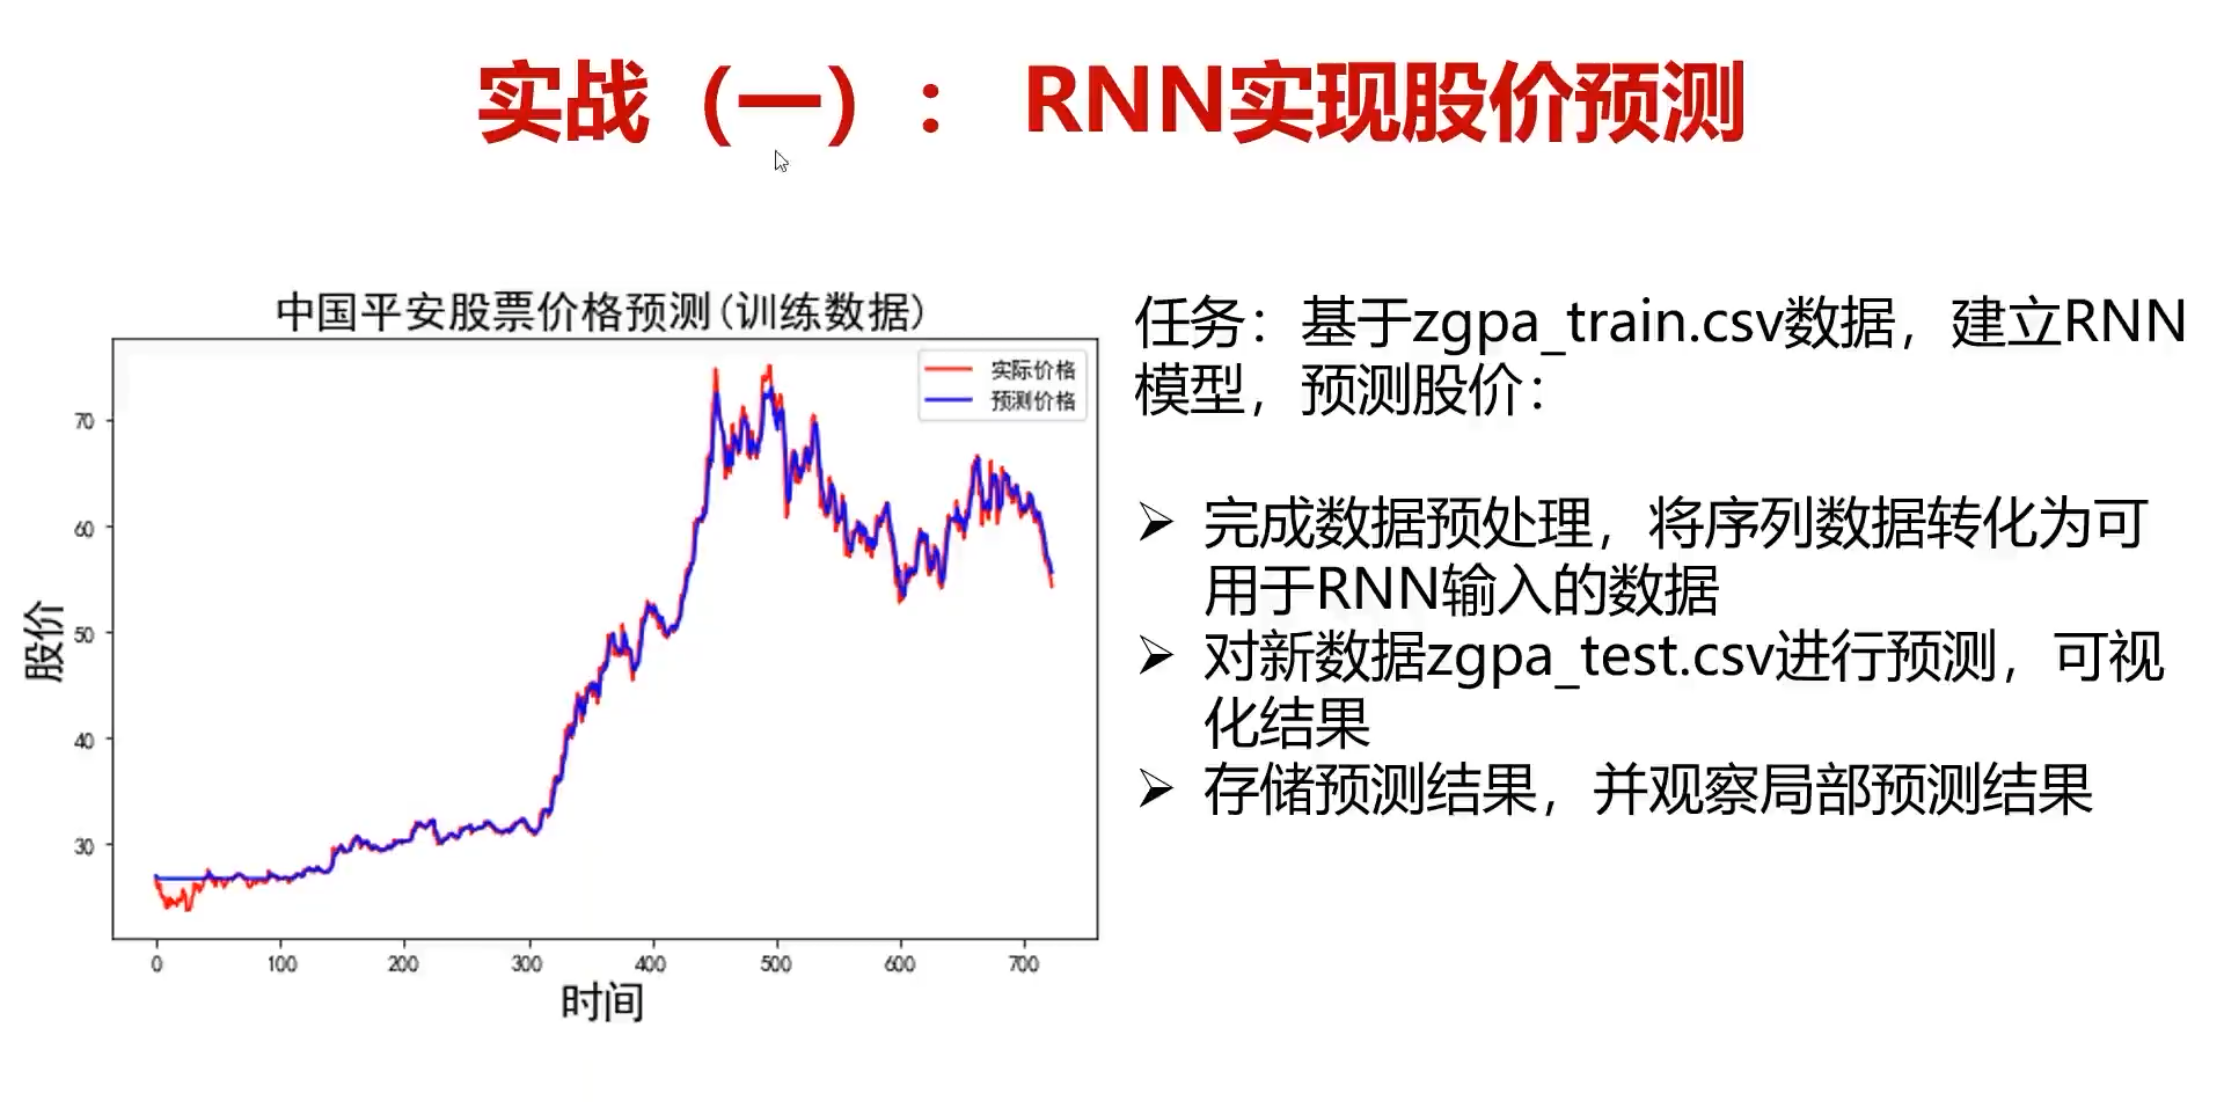 实战（一）： RNN实现股价预测
中国平安股票价格预测(训练数据)
实际价格
预测价格
70
60
50
40
30
股价
0 100 200 300 400 500 600 700
时间
任务：基于zgpa_train.csv数据，建立RNN
模型，预测股价：
➢ 完成数据预处理，将序列数据转化为可
用于RNN输入的数据
➢ 对新数据zgpa_test.csv进行预测，可视
化结果
➢ 存储预测结果，并观察局部预测结果